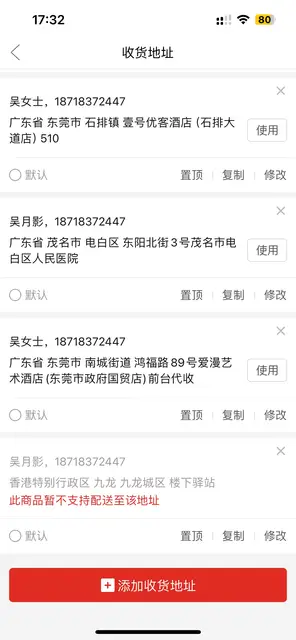 17:32
80
收货地址
吴女士，18718372447
广东省 东莞市 石排镇 壹号优客酒店（石排大
道店）510
使用
默认
置顶
复制
修改
吴月影，18718372447
广东省 茂名市 电白区 东阳北街3号茂名市电
白区人民医院
使用
默认
置顶
复制
修改
吴女士，18718372447
广东省 东莞市 南城街道 鸿福路89号爱漫艺
术酒店(东莞市政府国贸店)前台代收
使用
默认
置顶
复制
修改
吴月影，18718372447
香港特别行政区 九龙 九龙城区 楼下驿站
此商品暂不支持配送至该地址
默认
置顶
复制
修改
添加收货地址